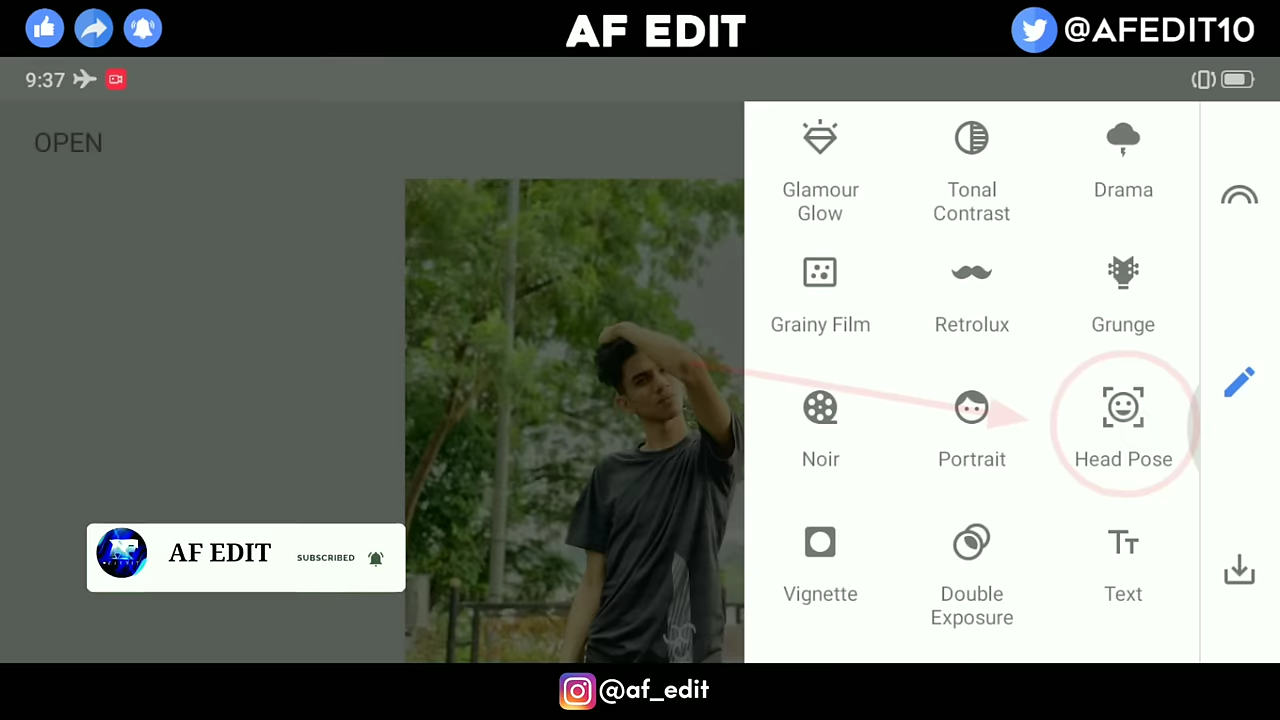 AF EDIT
@AFEDIT10
9:37
OPEN
Glamour
Glow
Tonal
Contrast
Drama
Grainy Film
Retrolux
Grunge
Noir
Portrait
Head Pose
AF EDIT
SUBSCRIBED
Vignette
Double
Exposure
Text
@af_edit